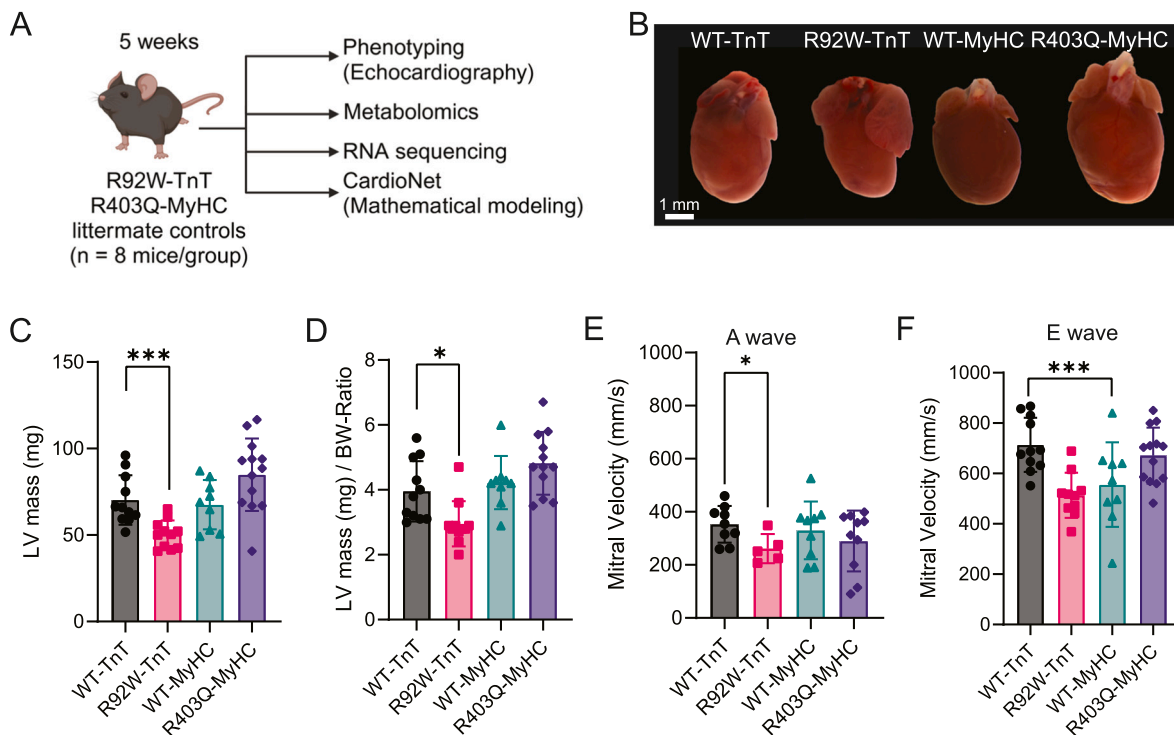 A
5 weeks
R92W-TnT
R403Q-MyHC
littermate controls
(n = 8 mice/group)
Phenotyping
(Echocardiography)
Metabolomics
RNA sequencing
CardioNet
(Mathematical modeling)
B
WT-TnT R92W-TnT WT-MyHC R403Q-MyHC
1 mm
C
LV mass (mg)
150
100
50
0
***
WT-TnT
R92W-TnT
WT-MyHC
R403Q-MyHC
D
LV mass (mg) / BW-Ratio
8
6
4
2
0
*
WT-TnT
R92W-TnT
WT-MyHC
R403Q-MyHC
E
A wave
Mitral Velocity (mm/s)
1000
800
600
400
200
0
*
WT-TnT
R92W-TnT
WT-MyHC
R403Q-MyHC
F
E wave
Mitral Velocity (mm/s)
1000
800
600
400
200
0
***
WT-TnT
R92W-TnT
WT-MyHC
R403Q-MyHC